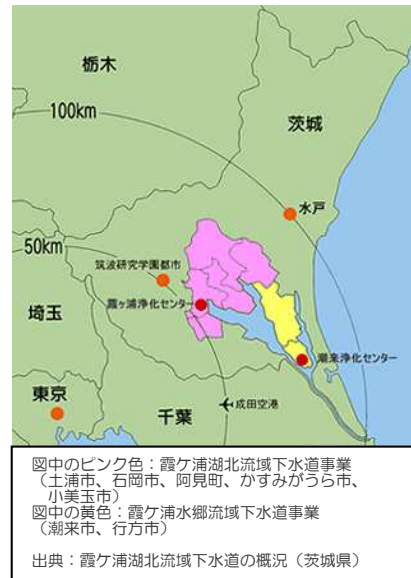 栃木
100km
茨城
水戸
50km
筑波研究学園都市
霞ヶ浦浄化センター
埼玉
潮来浄化センター
東京
千葉
成田空港
図中のピンク色：霞ケ浦湖北流域下水道事業
（土浦市、石岡市、阿見町、かすみがうら市、
小美玉市）
図中の黄色：霞ケ浦水郷流域下水道事業
（潮来市、行方市）
出典：霞ケ浦湖北流域下水道の概況（茨城県）